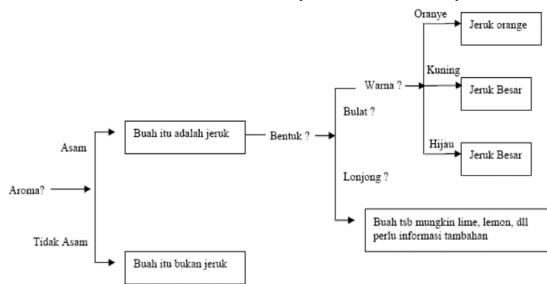 Oranye
Jeruk orange
Kuning
Warna ?
Jeruk Besar
Bulat ?
Buah itu adalah jeruk
Bentuk ?
Asam
Hijau
Jeruk Besar
Lonjong ?
Aroma?
Buah tsb mungkin lime, lemon, dll
perlu informasi tambahan
Tidak Asam
Buah itu bukan jeruk